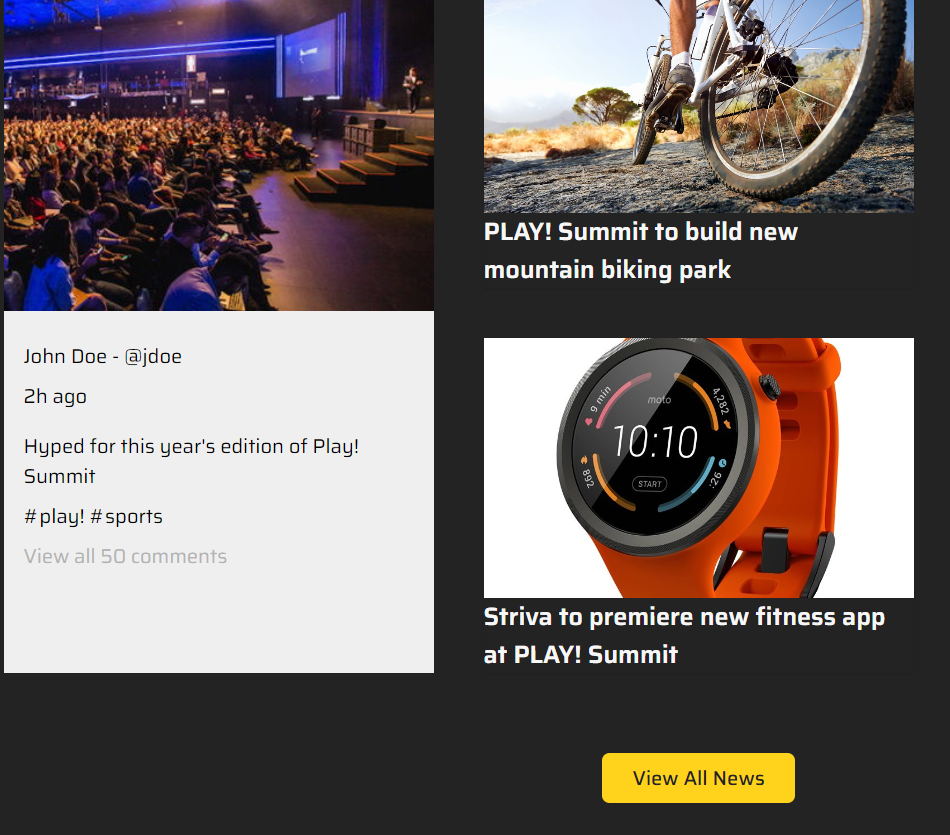 John Doe - @jdoe
2h ago
Hyped for this year's edition of Play!
Summit
#play! #sports
View all 50 comments
PLAY! Summit to build new
mountain biking park
9 min
moto
4,282
10:10
892
START
:26
Striva to premiere new fitness app
at PLAY! Summit
View All News